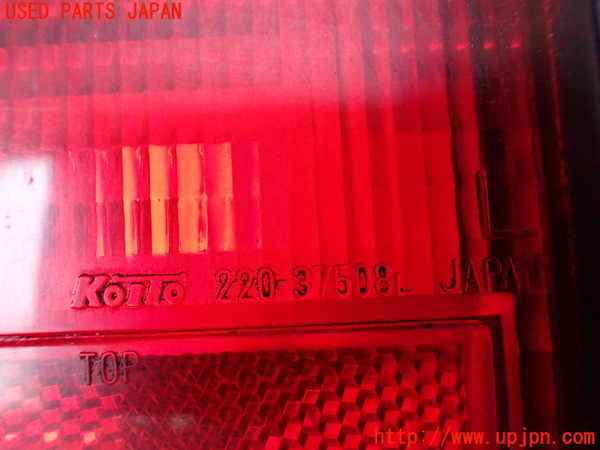 USED PARTS JAPAN
L
KOITO 220-37508L JAPAN
TOP
http://www.upjpn.com/